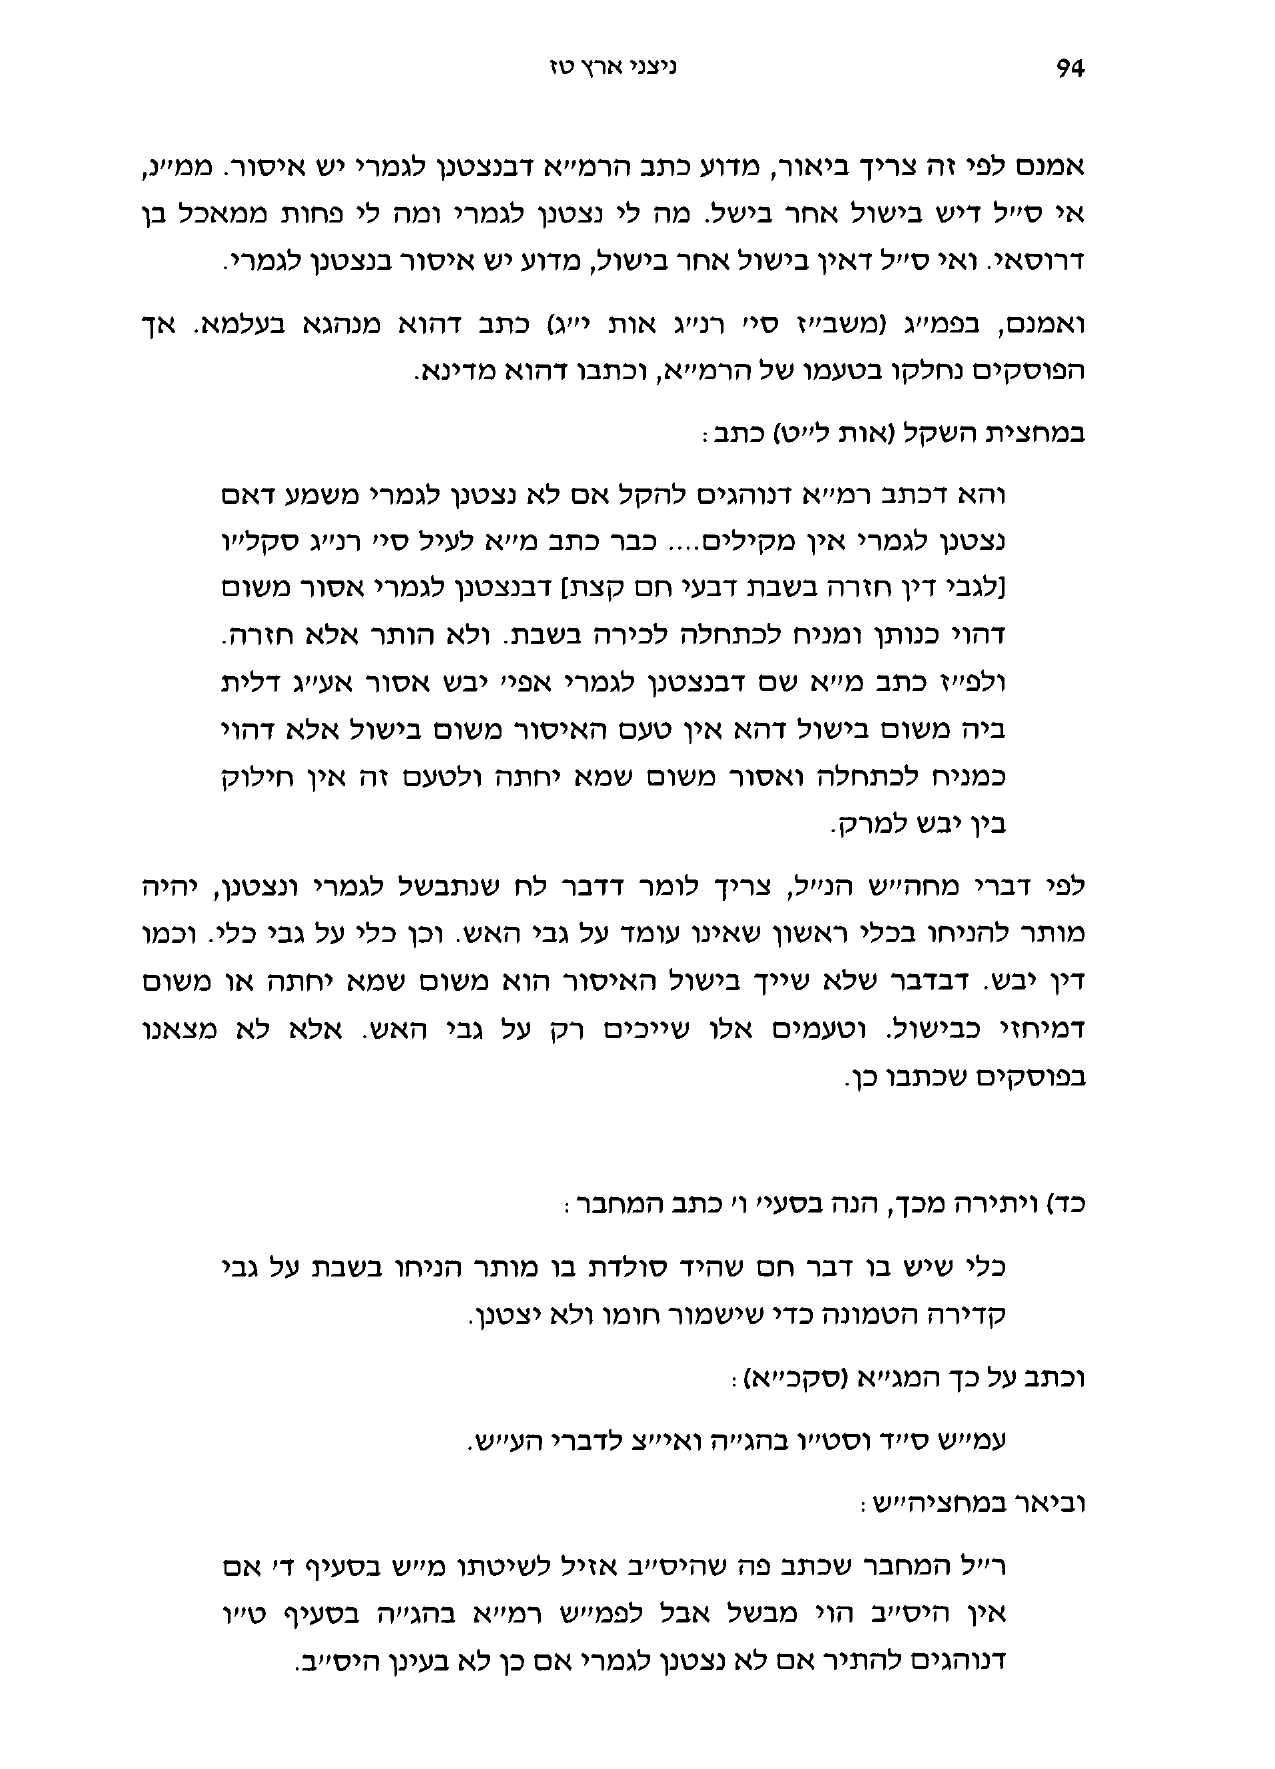 94
ניצני ארץ טז
אמנם לפי זה צריך ביאור, מדוע כתב הרמ״א דבנצטנן לגמרי יש איסור. ממ״נ,
אי ס״ל דיש בישול אחר בישל. מה לי נצטנן לגמרי ומה לי פחות ממאכל בן
דרוסאי. ואי ס״ל דאין בישול אחר בישול, מדוע יש איסור בנצטנן לגמרי.
ואמנם, בפמ״ג (משב״ז סי׳ רנ״ג אות י״ג) כתב דהוא מנהגא בעלמא. אך
הפוסקים נחלקו בטעמו של הרמ״א, וכתבו דהוא מדינא.
במחצית השקל (אות ל״ט) כתב:
והא דכתב רמ״א דנוהגים להקל אם לא נצטנן לגמרי משמע דאם
נצטנן לגמרי אין מקילים.... כבר כתב מ״א לעיל סי׳ רנ״ג סקל״ו
[לגבי דין חזרה בשבת דבעי חם קצת] דבנצטנן לגמרי אסור משום
דהוי כנותן ומניח לכתחלה לכירה בשבת. ולא הותר אלא חזרה.
ולפ״ז כתב מ״א שם דבנצטנן לגמרי אפי׳ יבש אסור אע״ג דלית
ביה משום בישול דהא אין טעם האיסור משום בישול אלא דהוי
כמניח לכתחלה ואסור משום שמא יחתה ולטעם זה אין חילוק
בין יבש למרק.
לפי דברי מחה״ש הנ״ל, צריך לומר דדבר לח שנתבשל לגמרי ונצטנן, יהיה
מותר להניחו בכלי ראשון שאינו עומד על גבי האש. וכן כלי על גבי כלי. וכמו
דין יבש. דבדבר שלא שייך בישול האיסור הוא משום שמא יחתה או משום
דמיחזי כבישול. וטעמים אלו שייכים רק על גבי האש. אלא לא מצאנו
בפוסקים שכתבו כן.
כד) ויתירה מכך, הנה בסעי׳ ו׳ כתב המחבר:
כלי שיש בו דבר חם שהיד סולדת בו מותר הניחו בשבת על גבי
קדירה הטמונה כדי שישמור חומו ולא יצטנן.
וכתב על כך המג״א (סקכ״א):
עמ״ש ס״ד וסט״ו בהג״ה ואי״צ לדברי הע״ש.
וביאר במחציה״ש:
ר״ל המחבר שכתב פה שהיס״ב אזיל לשיטתו מ״ש בסעיף ד׳ אם
אין היס״ב הוי מבשל אבל לפמ״ש רמ״א בהג״ה בסעיף ט״ו
דנוהגים להתיר אם לא נצטנן לגמרי אם כן לא בעינן היס״ב.